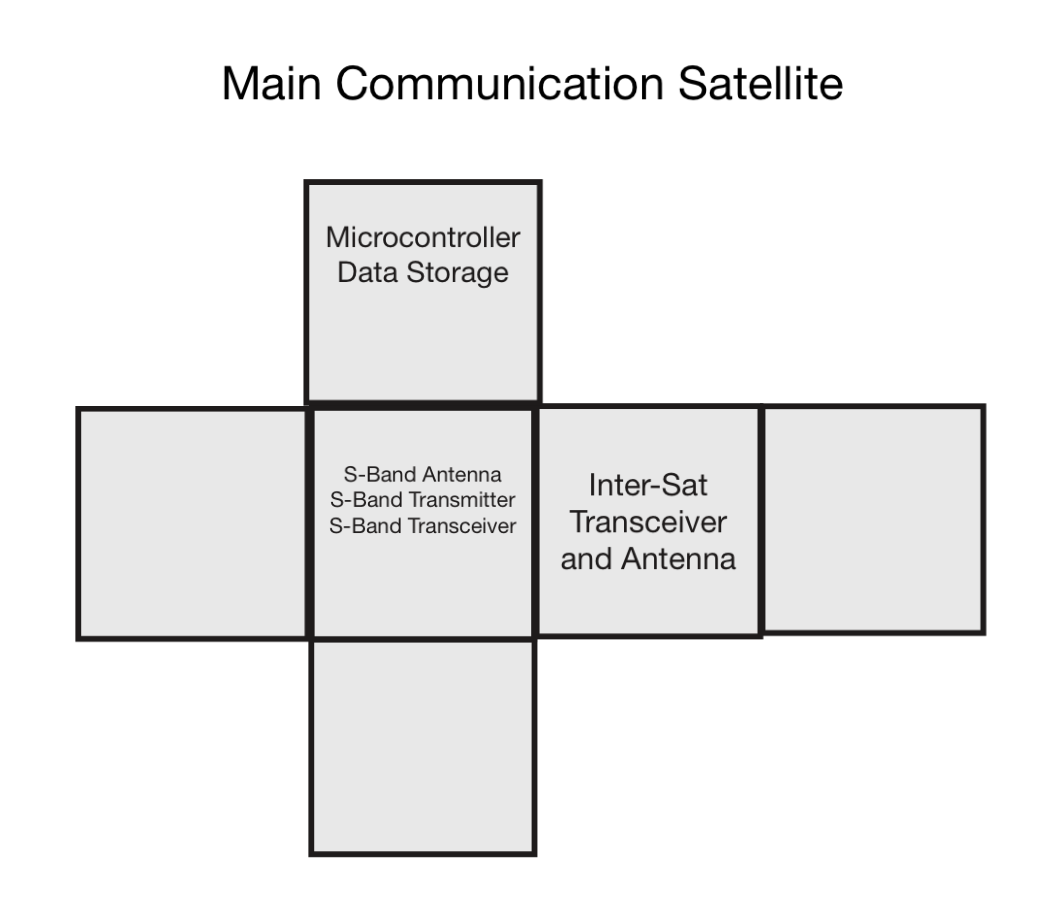 Main Communication Satellite
Microcontroller
Data Storage
S-Band Antenna
S-Band Transmitter
S-Band Transceiver
Inter-Sat
Transceiver
and Antenna